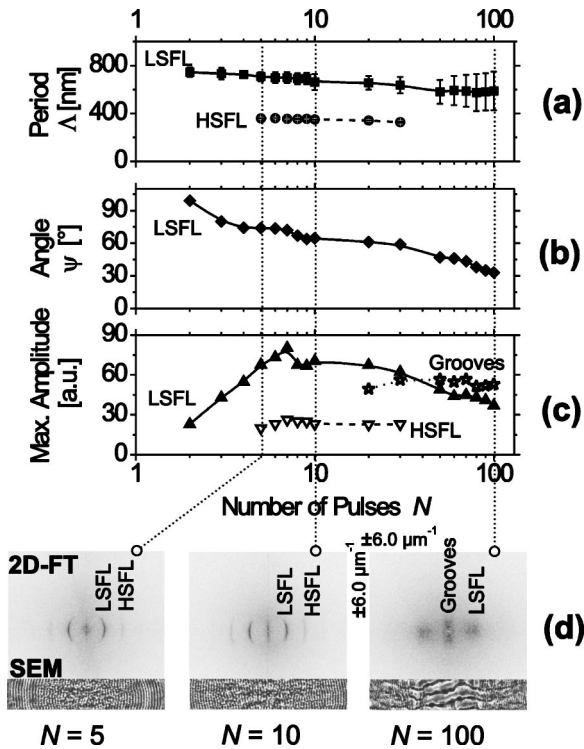 1 10 100
LSFL
HSFL
800
400
0
Period
Λ [nm]
(a)
LSFL
90
60
30
0
Angle
Ψ [°]
(b)
LSFL
Grooves
HSFL
90
60
30
0
Max. Amplitude
[a.u.]
(c)
1 10 100
Number of Pulses N
2D-FT
LSFL
HSFL
LSFL
HSFL
±6.0 µm⁻¹
±6.0 µm⁻¹
Grooves
LSFL
(d)
SEM
N = 5 N = 10 N = 100